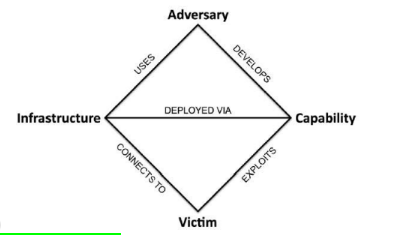 Adversary
USES
DEVELOPS
Infrastructure
DEPLOYED VIA
Capability
CONNECTS TO
EXPLOITS
Victim